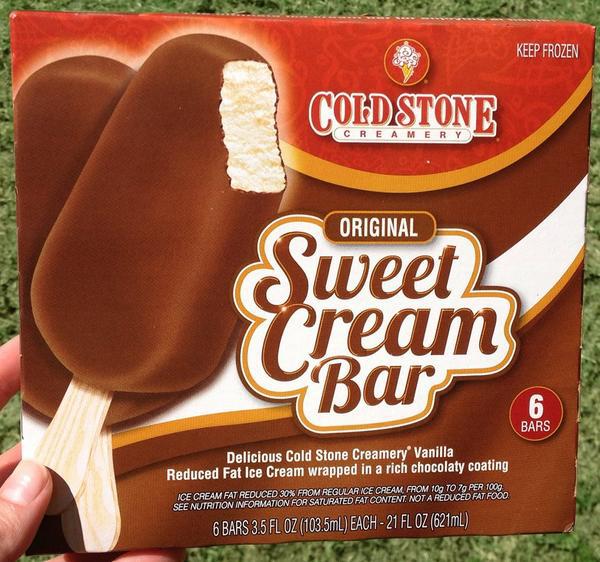 KEEP FROZEN
COLD STONE
CREAMERY
ORIGINAL
Sweet
Cream
Bar
6
BARS
Delicious Cold Stone Creamery® Vanilla
Reduced Fat Ice Cream wrapped in a rich chocolaty coating
ICE CREAM FAT REDUCED 30% FROM REGULAR ICE CREAM, FROM 10g TO 7g PER 100g.
SEE NUTRITION INFORMATION FOR SATURATED FAT CONTENT. NOT A REDUCED FAT FOOD.
6 BARS 3.5 FL OZ (103.5mL) EACH - 21 FL OZ (621mL)